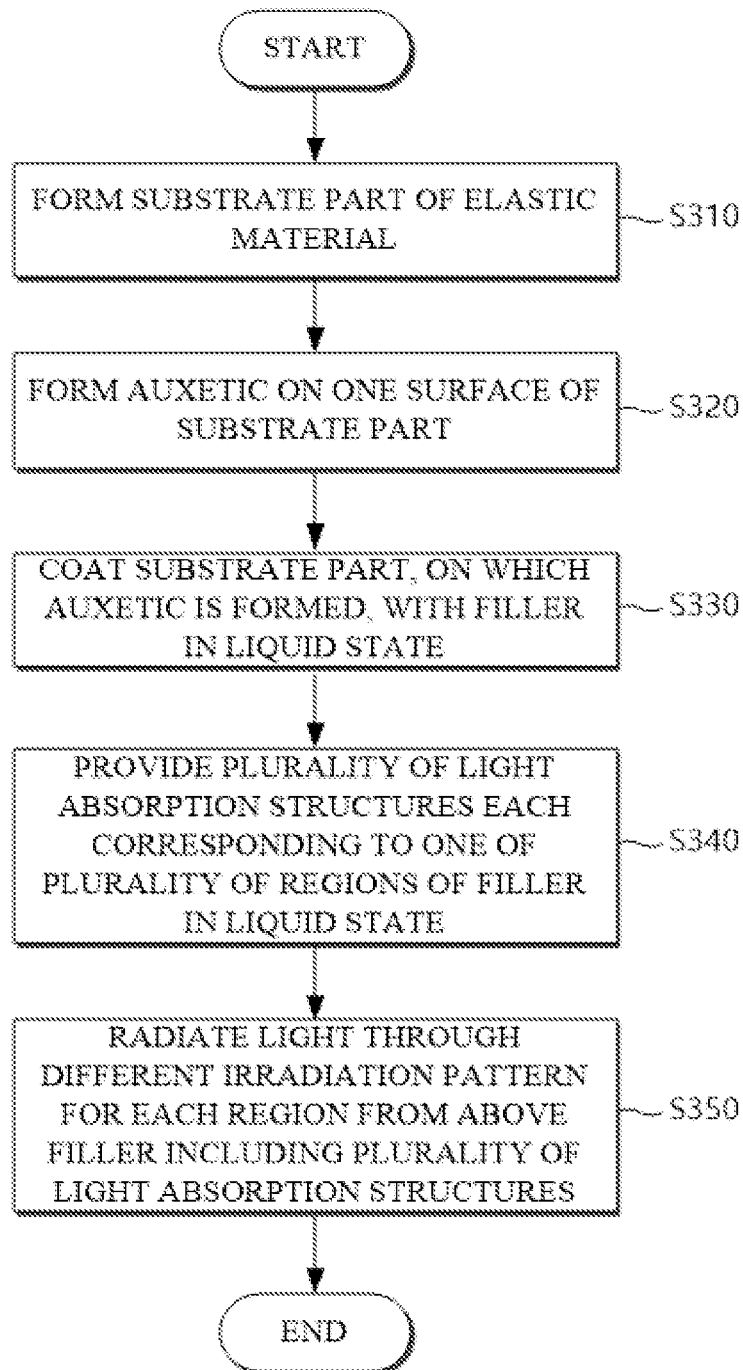 START
FORM SUBSTRATE PART OF ELASTIC
MATERIAL
S310
FORM AUXETIC ON ONE SURFACE OF
SUBSTRATE PART
S320
COAT SUBSTRATE PART, ON WHICH
AUXETIC IS FORMED, WITH FILLER
IN LIQUID STATE
S330
PROVIDE PLURALITY OF LIGHT
ABSORPTION STRUCTURES EACH
CORRESPONDING TO ONE OF
PLURALITY OF REGIONS OF FILLER
IN LIQUID STATE
S340
RADIATE LIGHT THROUGH
DIFFERENT IRRADIATION PATTERN
FOR EACH REGION FROM ABOVE
FILLER INCLUDING PLURALITY OF
LIGHT ABSORPTION STRUCTURES
S350
END